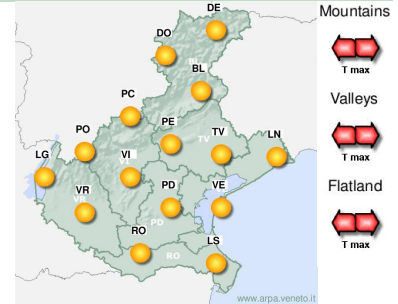 DE
DO
BL
PC
PE
TV
LN
PO
VI
LG
VR
PD
VE
RO
LS
TV
VR
PD
RO
www.arpa.veneto.it
Mountains
T max
Valleys
T max
Flatland
T max